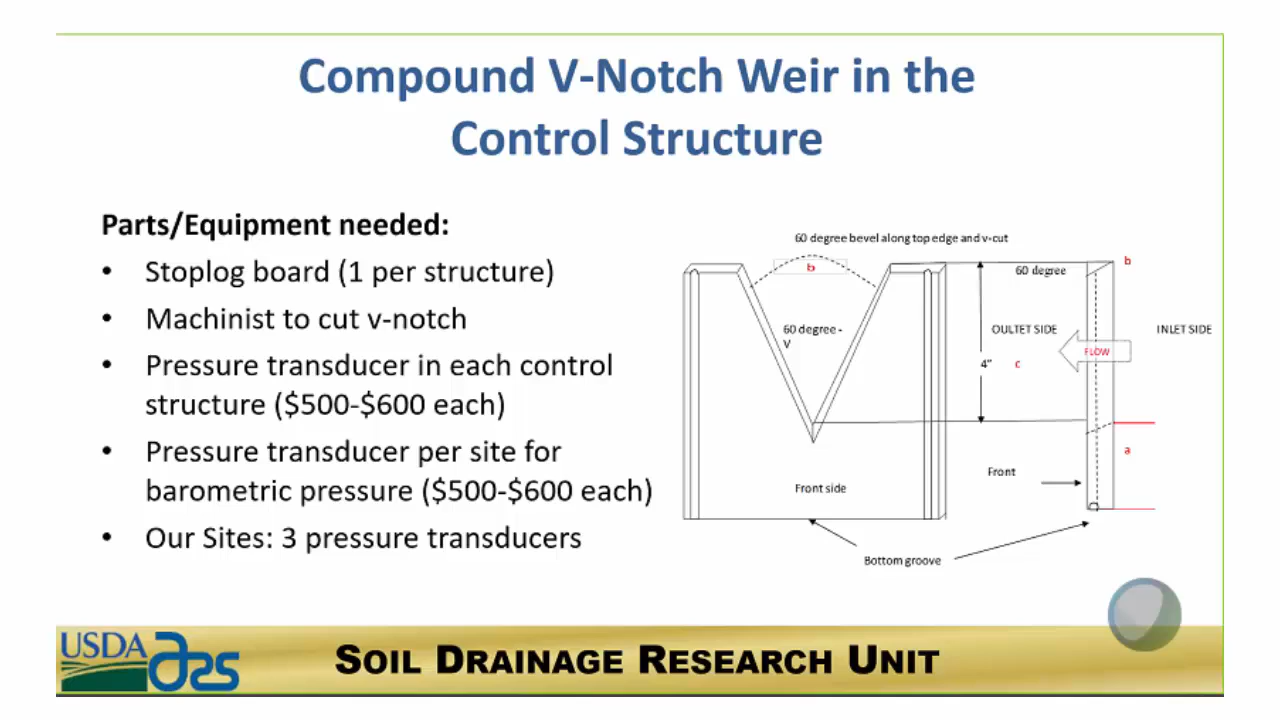 Compound V-Notch Weir in the
Control Structure
Parts/Equipment needed:
• Stoplog board (1 per structure)
• Machinist to cut v-notch
• Pressure transducer in each control
structure ($500-$600 each)
• Pressure transducer per site for
barometric pressure ($500-$600 each)
• Our Sites: 3 pressure transducers
60 degree bevel along top edge and v-cut
b
60 degree -
V
Front side
60 degree
b
OULTET SIDE
INLET SIDE
FLOW
4”
c
a
Front
Bottom groove
USDA
ars
SOIL DRAINAGE RESEARCH UNIT